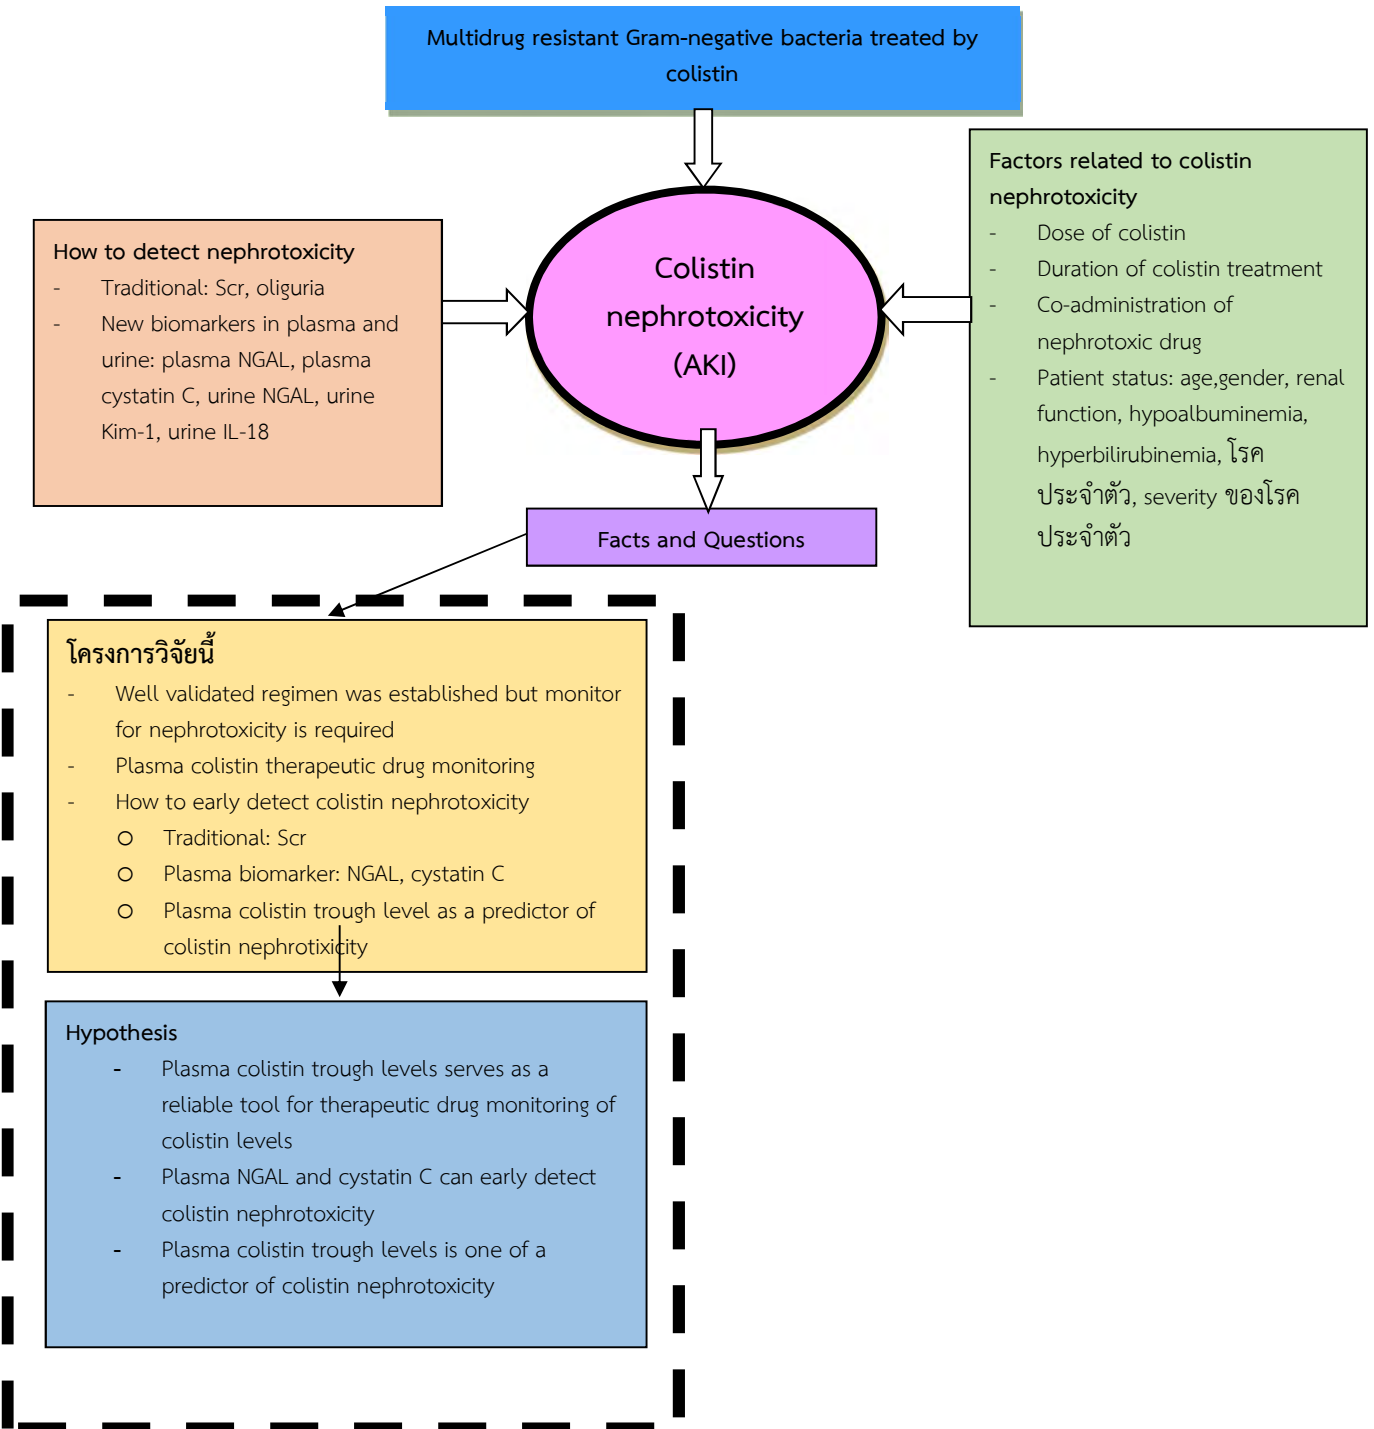 Multidrug resistant Gram-negative bacteria treated by
colistin
Factors related to colistin
nephrotoxicity
- Dose of colistin
- Duration of colistin treatment
- Co-administration of
nephrotoxic drug
- Patient status: age,gender, renal
function, hypoalbuminemia,
hyperbilirubinemia, โรค
ประจำตัว, severity ของโรค
ประจำตัว
How to detect nephrotoxicity
- Traditional: Scr, oliguria
- New biomarkers in plasma and
urine: plasma NGAL, plasma
cystatin C, urine NGAL, urine
Kim-1, urine IL-18
Colistin
nephrotoxicity
(AKI)
Facts and Questions
โครงการวิจัยนี้
- Well validated regimen was established but monitor
for nephrotoxicity is required
- Plasma colistin therapeutic drug monitoring
- How to early detect colistin nephrotoxicity
o Traditional: Scr
o Plasma biomarker: NGAL, cystatin C
o Plasma colistin trough level as a predictor of
colistin nephrotixicity
Hypothesis
- Plasma colistin trough levels serves as a
reliable tool for therapeutic drug monitoring of
colistin levels
- Plasma NGAL and cystatin C can early detect
colistin nephrotoxicity
- Plasma colistin trough levels is one of a
predictor of colistin nephrotoxicity